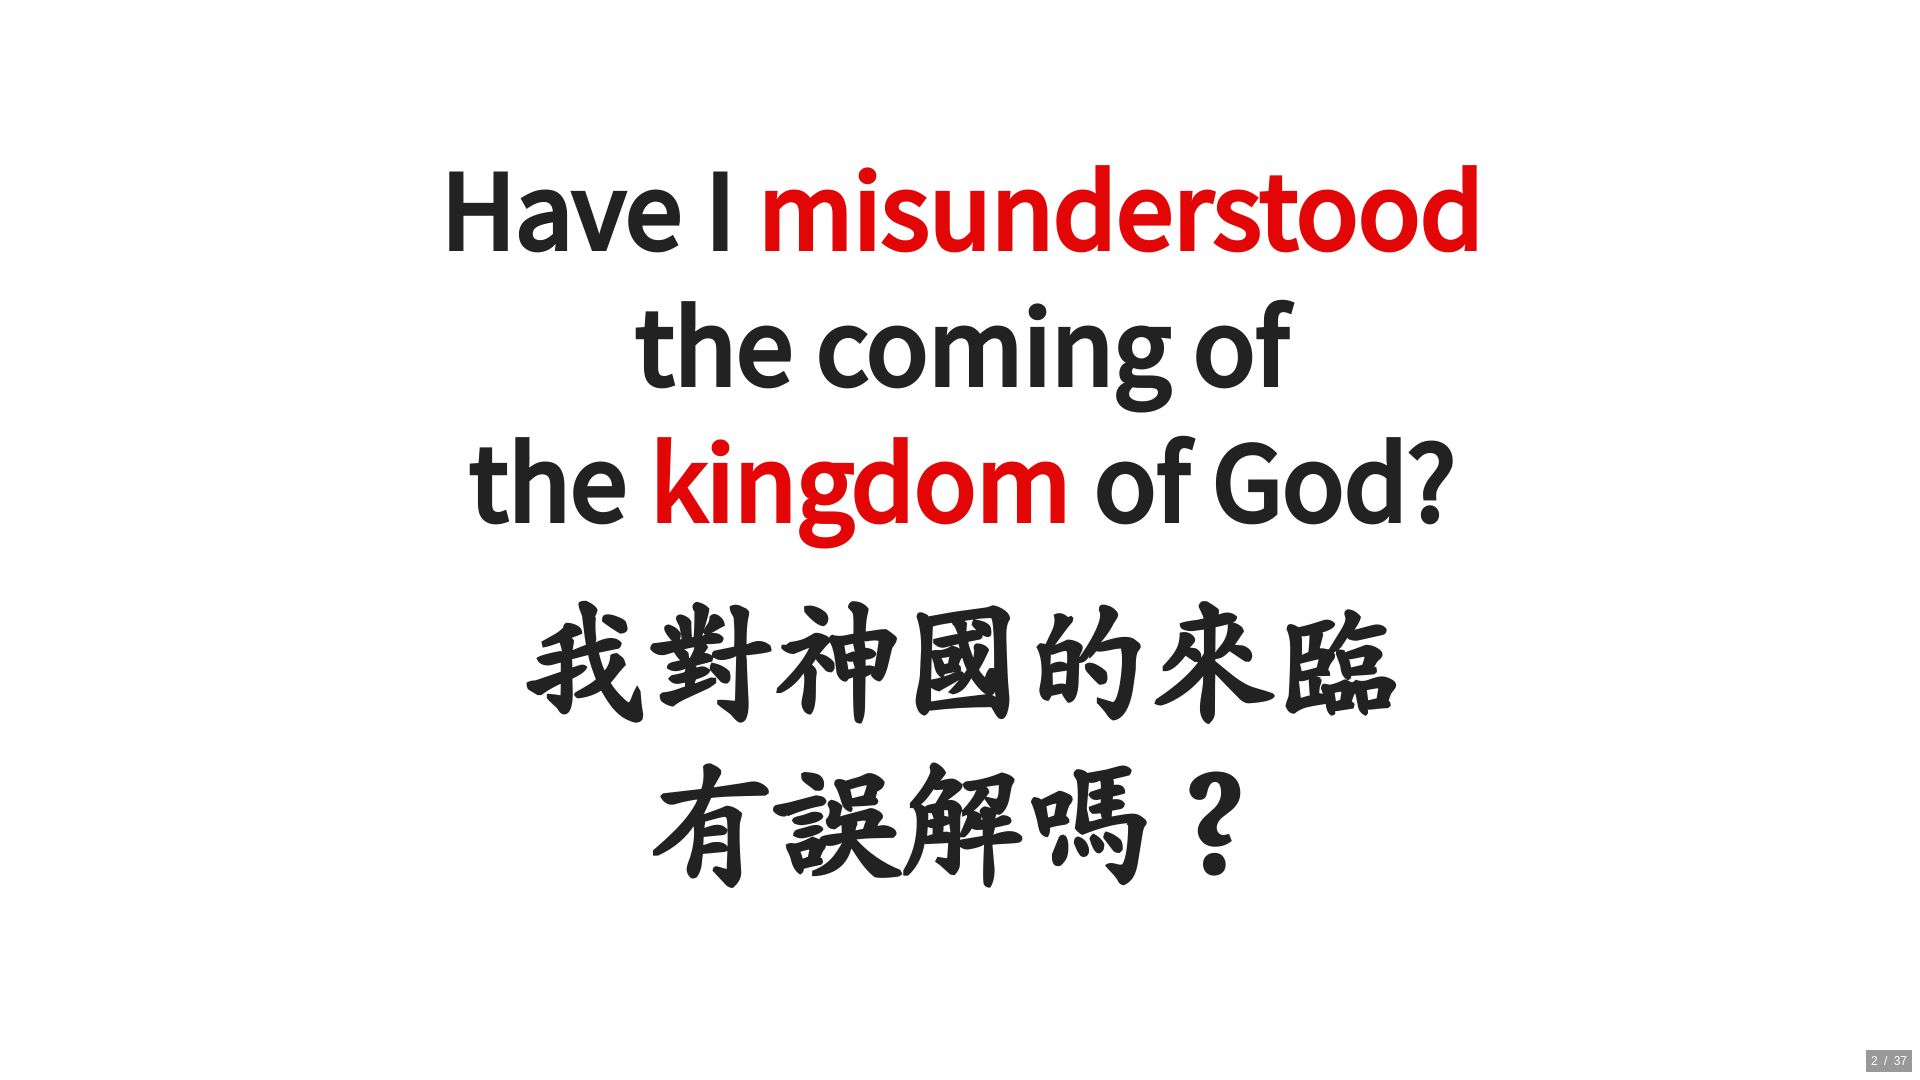 Have I misunderstood
the coming of
the kingdom of God?
我對神國的來臨
有誤解嗎？
2 / 37